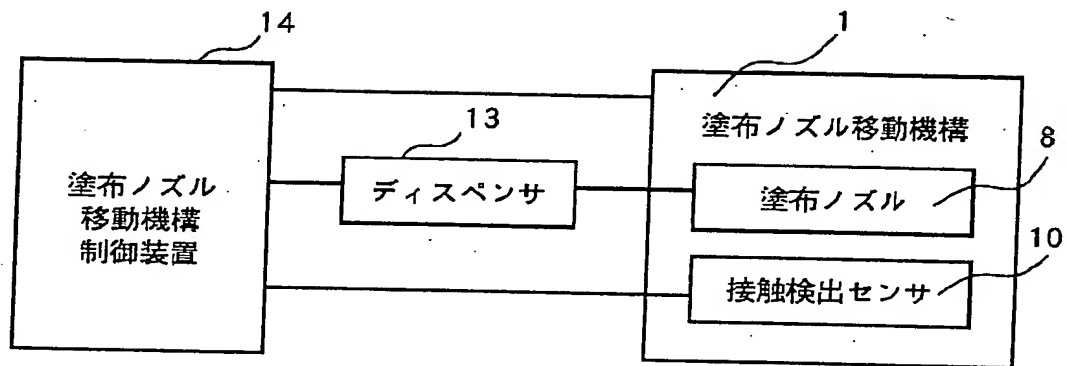 14
塗布ノズル
移動機構
制御装置
13
ディスペンサ
1
塗布ノズル移動機構
8
塗布ノズル
10
接触検出センサ